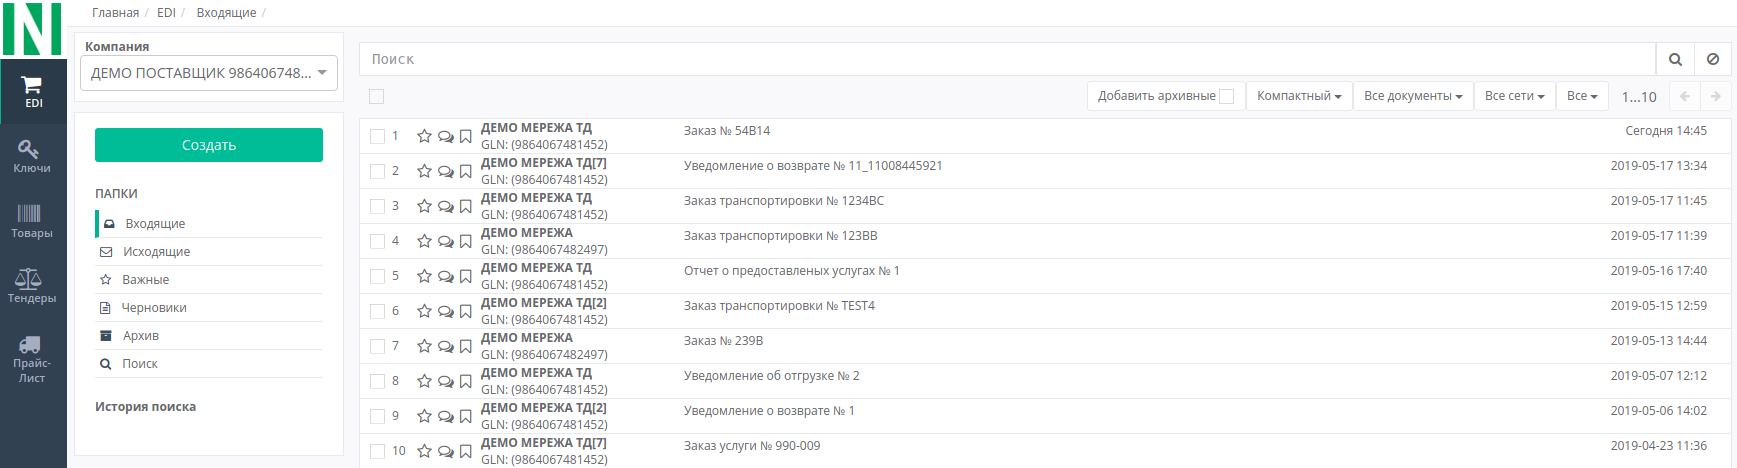 Главная / EDI / Входящие /
Компания
ДЕМО ПОСТАВЩИК 986406748...
EDI
Ключи
Товары
Тендеры
Прайс-
Лист
Создать
ПАПКИ
Входящие
Исходящие
Важные
Черновики
Архив
Поиск
История поиска
Поиск
Добавить архивные
Компактный
Все документы
Все сети
Все
1...10
1 ДЕМО МЕРЕЖА ТД Заказ № 54В14 Сегодня 14:45
GLN: (9864067481452)
2 ДЕМО МЕРЕЖА ТД[7] Уведомление о возврате № 11_11008445921 2019-05-17 13:34
GLN: (9864067481452)
3 ДЕМО МЕРЕЖА ТД Заказ транспортировки № 1234ВС 2019-05-17 11:45
GLN: (9864067481452)
4 ДЕМО МЕРЕЖА Заказ транспортировки № 123ВВ 2019-05-17 11:39
GLN: (9864067482497)
5 ДЕМО МЕРЕЖА ТД Отчет о предоставленых услугах № 1 2019-05-16 17:40
GLN: (9864067481452)
6 ДЕМО МЕРЕЖА ТД[2] Заказ транспортировки № TEST4 2019-05-15 12:59
GLN: (9864067481452)
7 ДЕМО МЕРЕЖА Заказ № 239В 2019-05-13 14:44
GLN: (9864067482497)
8 ДЕМО МЕРЕЖА ТД Уведомление об отгрузке № 2 2019-05-07 12:12
GLN: (9864067481452)
9 ДЕМО МЕРЕЖА ТД[2] Уведомление о возврате № 1 2019-05-06 14:02
GLN: (9864067481452)
10 ДЕМО МЕРЕЖА ТД[7] Заказ услуги № 990-009 2019-04-23 11:36
GLN: (9864067481452)